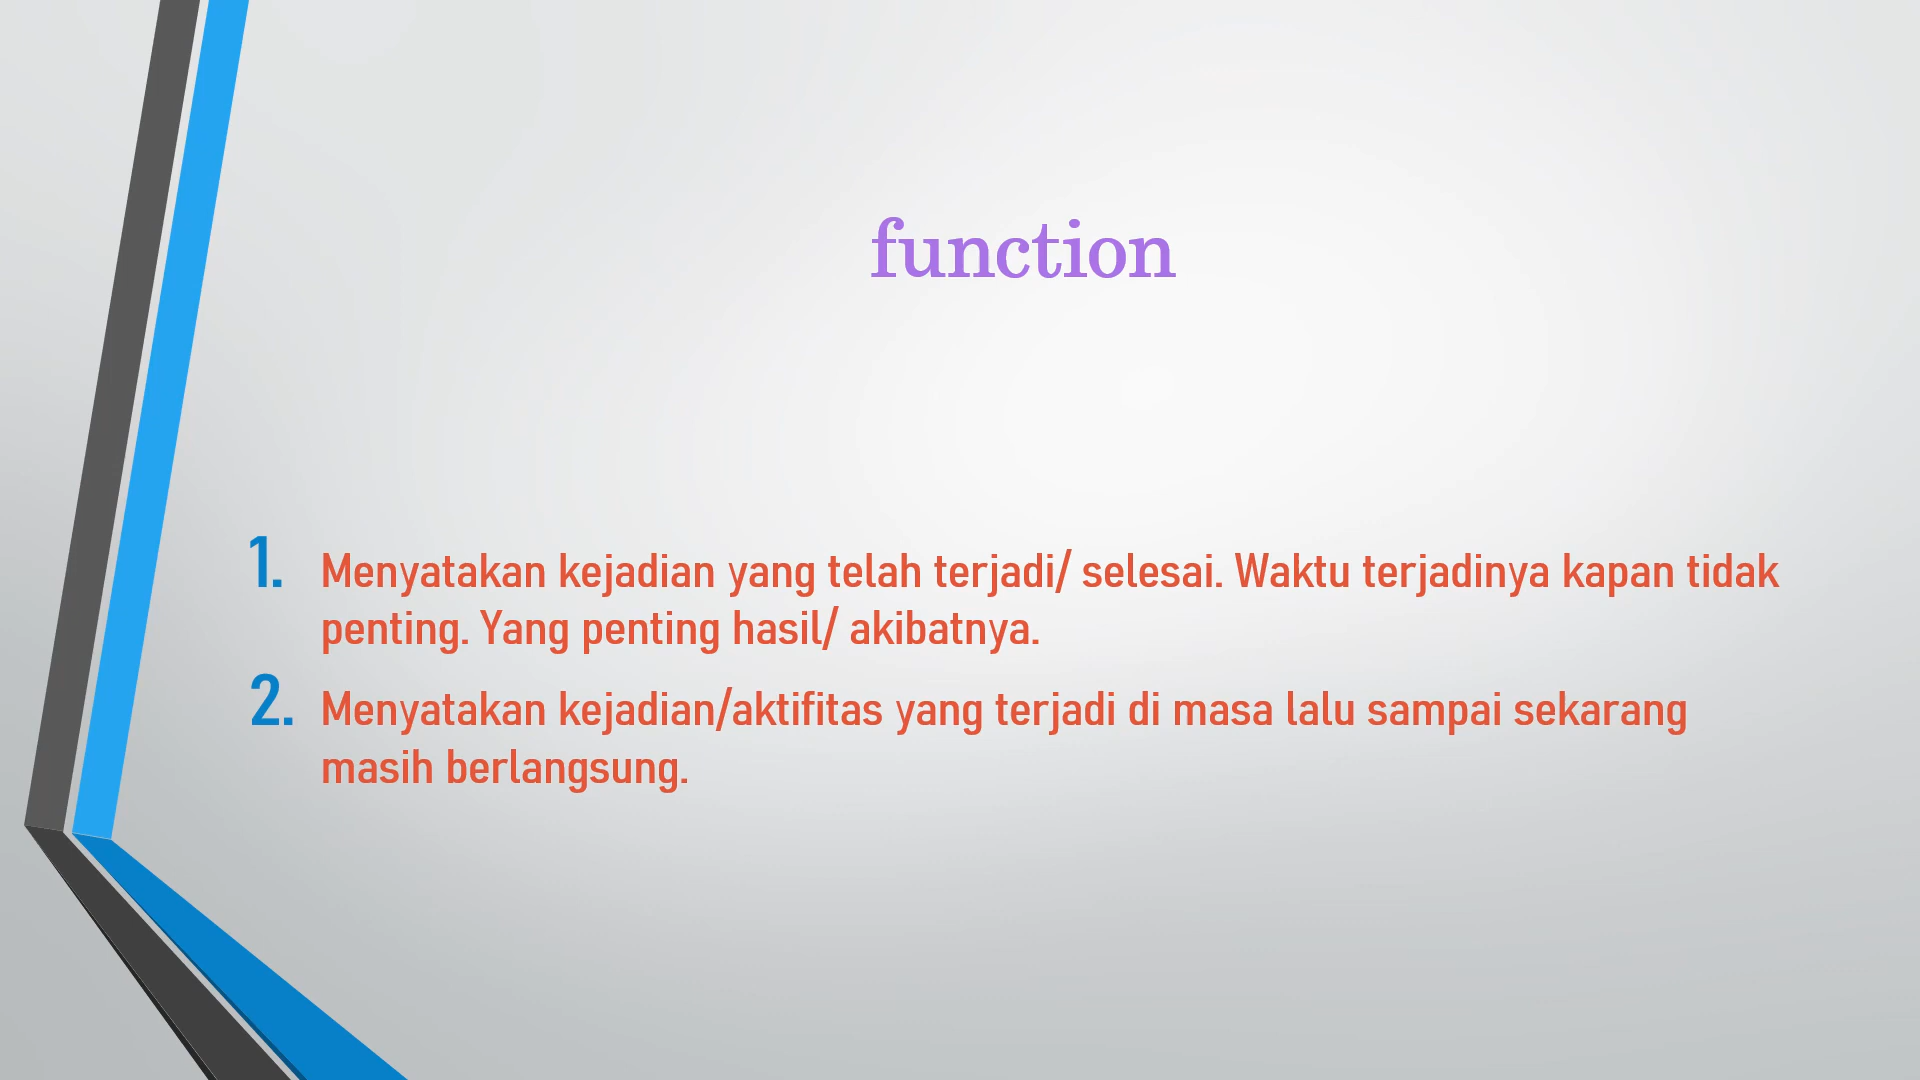 function
1. Menyatakan kejadian yang telah terjadi/ selesai. Waktu terjadinya kapan tidak
penting. Yang penting hasil/ akibatnya.
2. Menyatakan kejadian/aktifitas yang terjadi di masa lalu sampai sekarang
masih berlangsung.